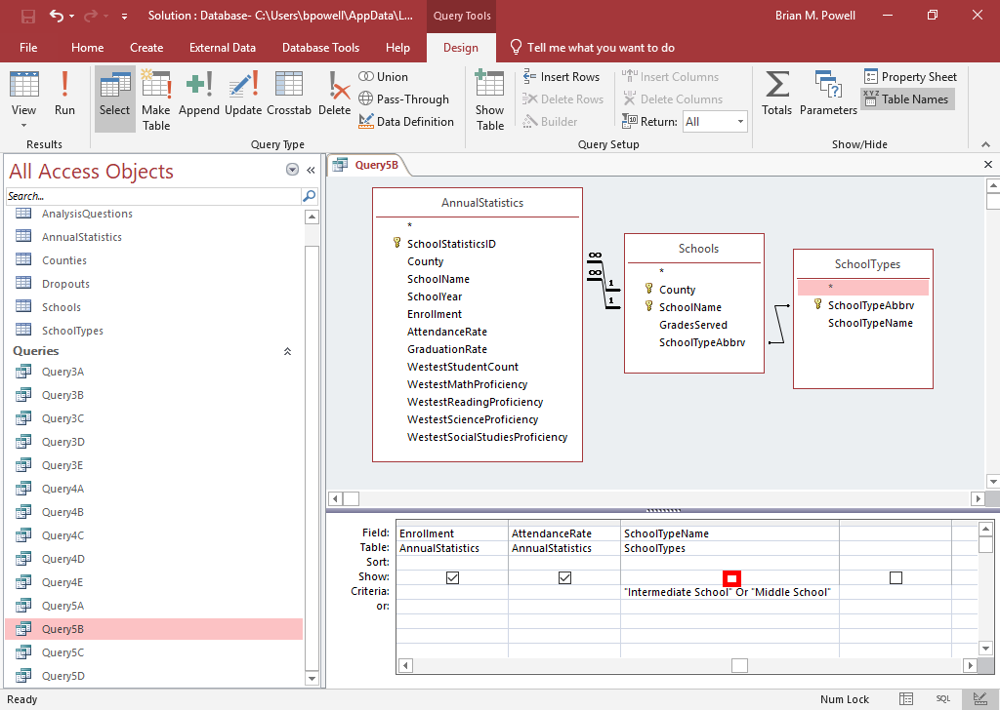 Solution : Database- C:\Users\bpowell\AppData\L...
Query Tools
Brian M. Powell
File
Home
Create
External Data
Database Tools
Help
Design
Tell me what you want to do
View
Run
Results
Select
Make Table
Append
Update
Crosstab
Delete
Union
Pass-Through
Data Definition
Query Type
Show Table
Insert Rows
Delete Rows
Builder
Insert Columns
Delete Columns
Return: All
Query Setup
Totals
Parameters
Property Sheet
Table Names
Show/Hide
All Access Objects
Search...
AnalysisQuestions
AnnualStatistics
Counties
Dropouts
Schools
SchoolTypes
Queries
Query3A
Query3B
Query3C
Query3D
Query3E
Query4A
Query4B
Query4C
Query4D
Query4E
Query5A
Query5B
Query5C
Query5D
Query5B
AnnualStatistics
*
SchoolStatisticsID
County
SchoolName
SchoolYear
Enrollment
AttendanceRate
GraduationRate
WestestStudentCount
WestestMathProficiency
WestestReadingProficiency
WestestScienceProficiency
WestestSocialStudiesProficiency
∞
∞
1
1
Schools
*
County
SchoolName
GradesServed
SchoolTypeAbbrv
SchoolTypes
*
SchoolTypeAbbrv
SchoolTypeName
Field: Enrollment AttendanceRate SchoolTypeName
Table: AnnualStatistics AnnualStatistics SchoolTypes
Sort:
Show:
Criteria: "Intermediate School" Or "Middle School"
or:
Ready
Num Lock
SQL